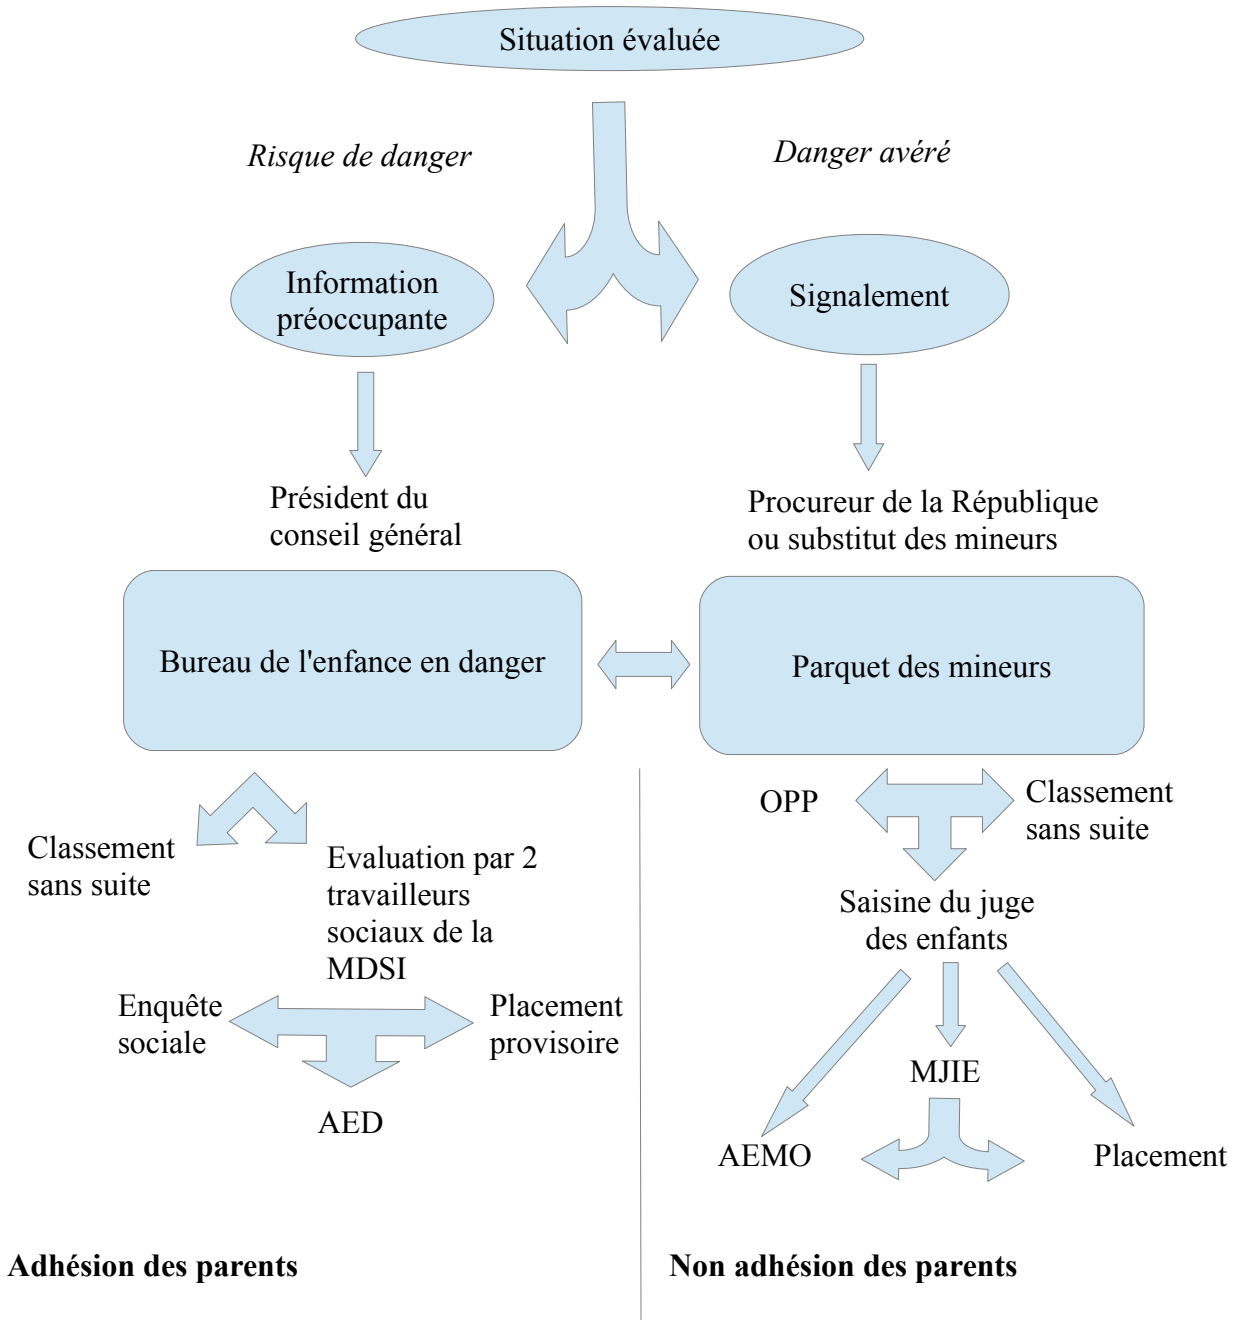 Situation évaluée
Risque de danger
Danger avéré
Information
préoccupante
Signalement
Président du
conseil général
Procureur de la République
ou substitut des mineurs
Bureau de l'enfance en danger
Parquet des mineurs
Classement
sans suite
Evaluation par 2
travailleurs
sociaux de la
MDSI
Enquête
sociale
Placement
provisoire
AED
OPP
Classement
sans suite
Saisine du juge
des enfants
MJIE
AEMO
Placement
Adhésion des parents
Non adhésion des parents